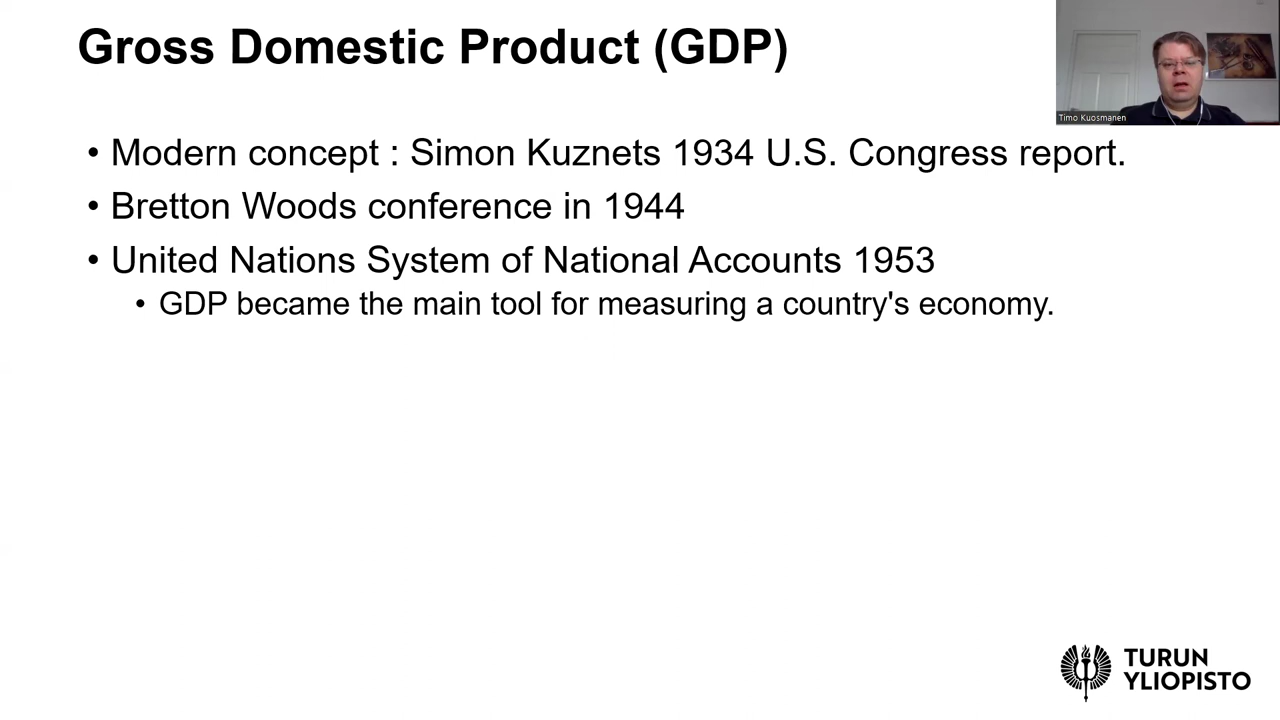 Gross Domestic Product (GDP)
Timo Kuosmanen
• Modern concept : Simon Kuznets 1934 U.S. Congress report.
• Bretton Woods conference in 1944
• United Nations System of National Accounts 1953
• GDP became the main tool for measuring a country's economy.
TURUN
YLIOPISTO